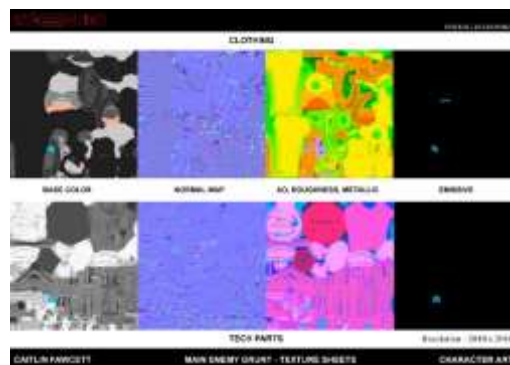 CLOTHING
BASE COLOR
NORMAL MAP
AO, ROUGHNESS, METALLIC
EMISSIVE
TECH PARTS
CAITLIN FAWCETT
MAIN ENEMY GRUNT - TEXTURE SHEETS
CHARACTER ART